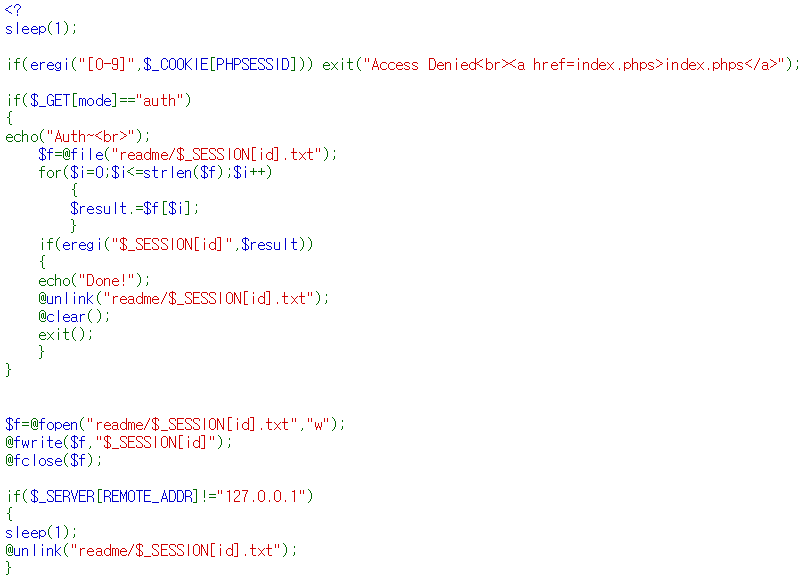 <?
sleep(1);
if(eregi("[0-9]",$_COOKIE[PHPSESSID])) exit("Access Denied<br><a href=index.phps>index.phps</a>");
if($_GET[mode]=="auth")
{
echo("Auth~<br>");
$f=@file("readme/$_SESSION[id].txt");
for($i=0;$i<=strlen($f);$i++)
{
$result.=$f[$i];
}
if(eregi("$_SESSION[id]",$result))
{
echo("Done!");
@unlink("readme/$_SESSION[id].txt");
@clear();
exit();
}
}
$f=@fopen("readme/$_SESSION[id].txt","w");
@fwrite($f,"$_SESSION[id]");
@fclose($f);
if($_SERVER[REMOTE_ADDR]!="127.0.0.1")
{
sleep(1);
@unlink("readme/$_SESSION[id].txt");
}